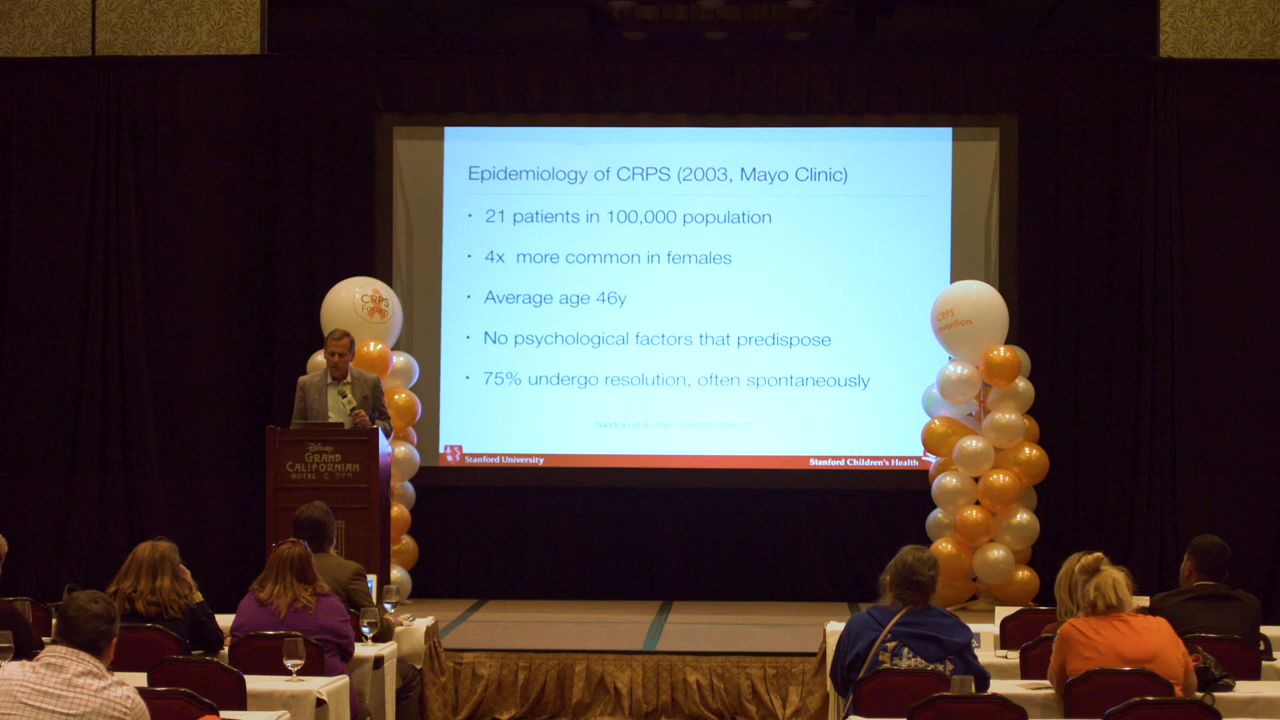 Epidemiology of CRPS (2003, Mayo Clinic)
• 21 patients in 100,000 population
• 4x more common in females
• Average age 46y
• No psychological factors that predispose
• 75% undergo resolution, often spontaneously
Stanford University
Stanford Children's Health
CRPS
Forum
CRPS
Disney
GRAND
CALIFORNIAN
HOTEL & SPA